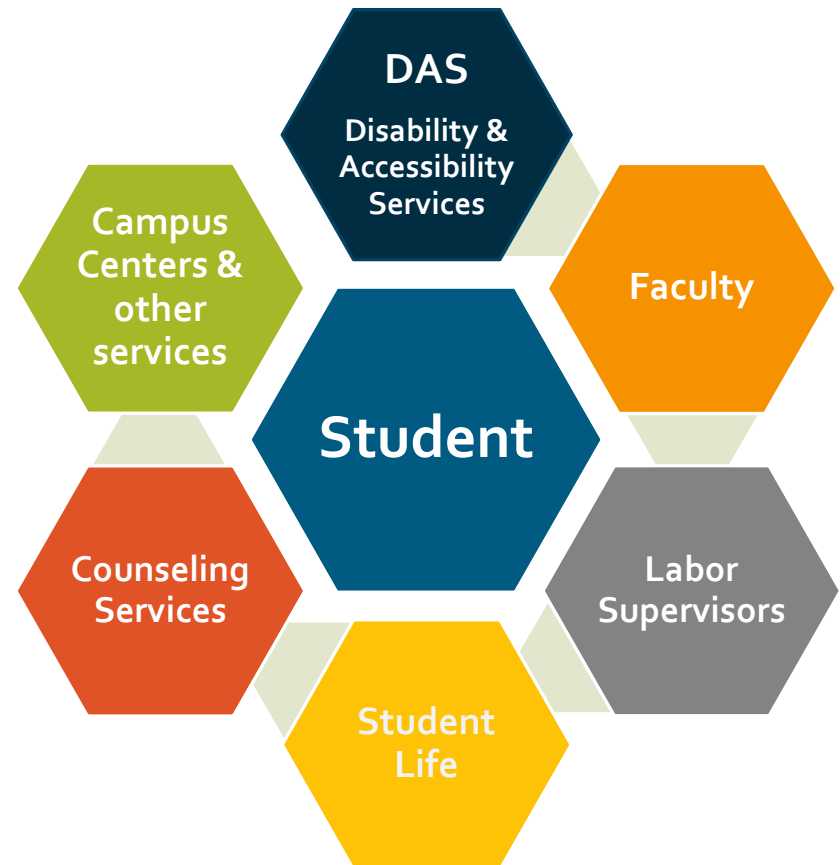 DAS
Disability &
Accessibility
Services
Campus
Centers &
other
services
Faculty
Student
Counseling
Services
Labor
Supervisors
Student
Life